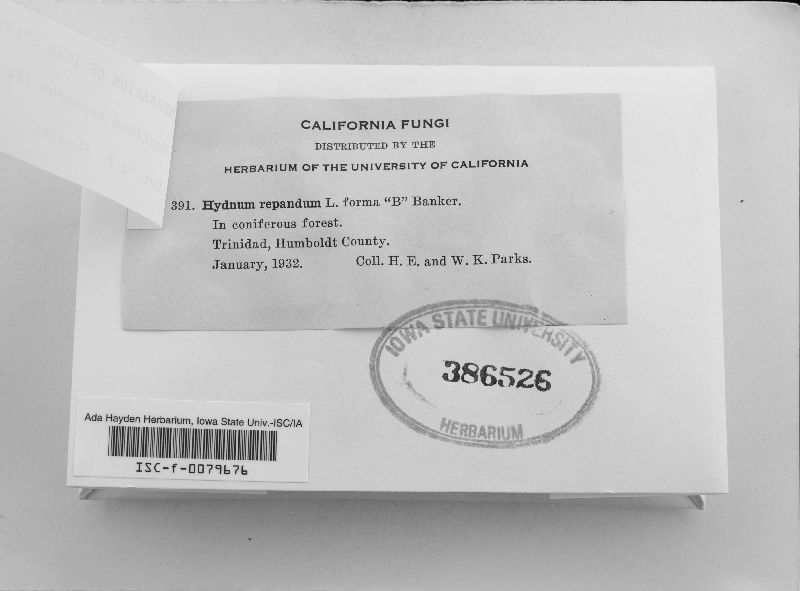 CALIFORNIA FUNGI
DISTRIBUTED BY THE
HERBARIUM OF THE UNIVERSITY OF CALIFORNIA
391. Hydnum repandum L. forma "B" Banker.
In coniferous forest.
Trinidad, Humboldt County.
January, 1932. Coll. H. E. and W. K. Parks.
IOWA STATE UNIVERSITY
386526
HERBARIUM
Ada Hayden Herbarium, Iowa State Univ.-ISC/IA
ISC-f-0079676